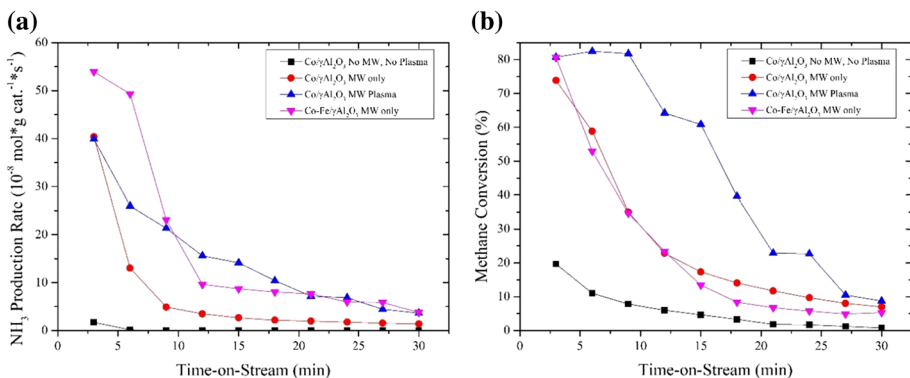 (a)
NH₃ Production Rate (10⁻⁸ mol*g cat.⁻¹*s⁻¹)
60
50
40
30
20
10
0
Co/γAl₂O₃ No MW, No Plasma
Co/γAl₂O₃ MW only
Co/γAl₂O₃ MW Plasma
Co-Fe/γAl₂O₃ MW only
0 5 10 15 20 25 30
Time-on-Stream (min)
(b)
Methane Conversion (%)
80
70
60
50
40
30
20
10
0
Co/γAl₂O₃ No MW, No Plasma
Co/γAl₂O₃ MW only
Co/γAl₂O₃ MW Plasma
Co-Fe/γAl₂O₃ MW only
0 5 10 15 20 25 30
Time-on-Stream (min)